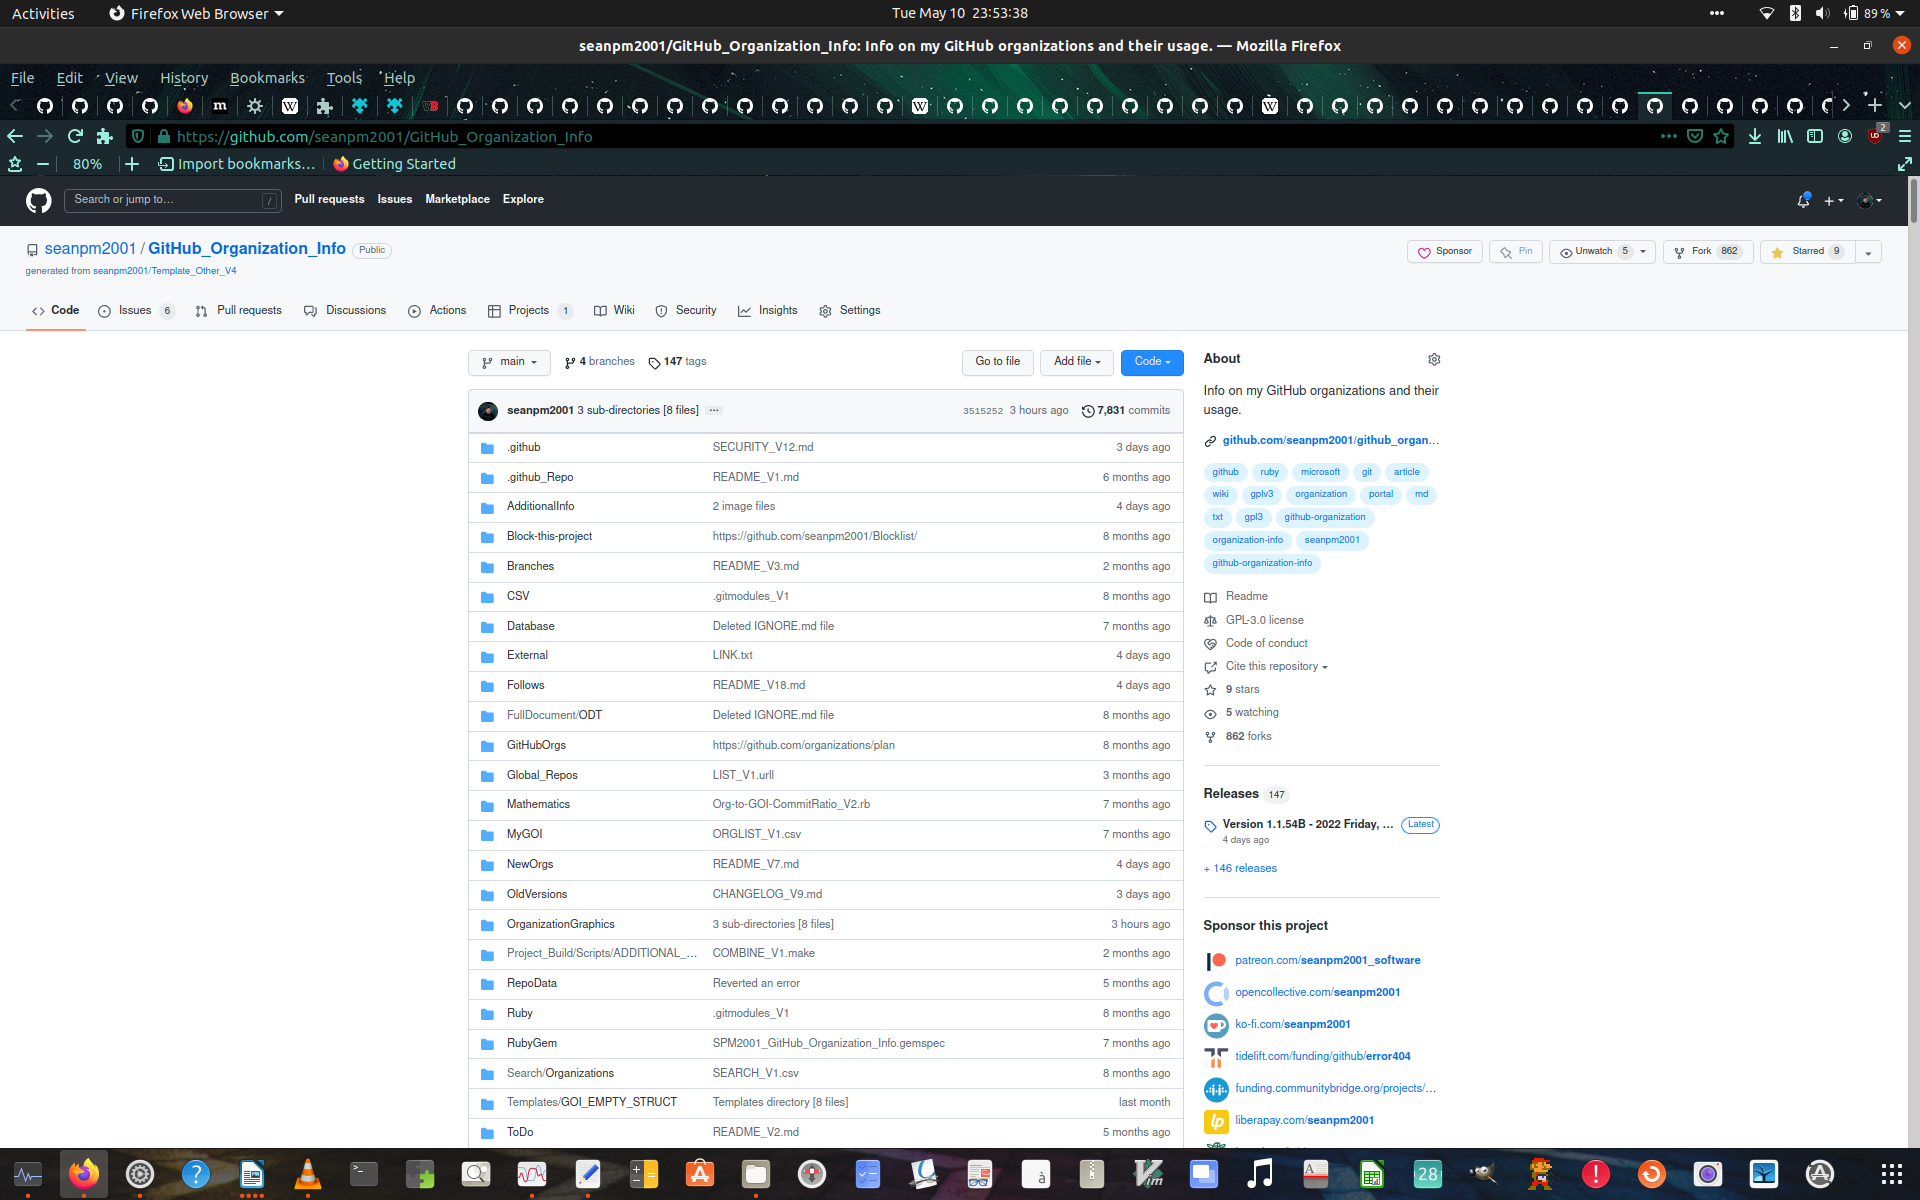 Activities Firefox Web Browser Tue May 10 23:53:38 89 %
seanpm2001/GitHub_Organization_Info: Info on my GitHub organizations and their usage. — Mozilla Firefox
File Edit View History Bookmarks Tools Help
https://github.com/seanpm2001/GitHub_Organization_Info 2
80% Import bookmarks… Getting Started
Search or jump to… / Pull requests Issues Marketplace Explore
seanpm2001 / GitHub_Organization_Info Public Sponsor Pin Unwatch 5 Fork 862 Starred 9
generated from seanpm2001/Template_Other_V4
Code Issues 6 Pull requests Discussions Actions Projects 1 Wiki Security Insights Settings
main 4 branches 147 tags Go to file Add file Code
seanpm2001 3 sub-directories [8 files] … 3515252 3 hours ago 7,831 commits
.github SECURITY_V12.md 3 days ago
.github_Repo README_V1.md 6 months ago
AdditionalInfo 2 image files 4 days ago
Block-this-project https://github.com/seanpm2001/Blocklist/ 8 months ago
Branches README_V3.md 2 months ago
CSV .gitmodules_V1 8 months ago
Database Deleted IGNORE.md file 7 months ago
External LINK.txt 4 days ago
Follows README_V18.md 4 days ago
FullDocument/ODT Deleted IGNORE.md file 8 months ago
GitHubOrgs https://github.com/organizations/plan 8 months ago
Global_Repos LIST_V1.urll 3 months ago
Mathematics Org-to-GOI-CommitRatio_V2.rb 7 months ago
MyGOI ORGLIST_V1.csv 7 months ago
NewOrgs README_V7.md 4 days ago
OldVersions CHANGELOG_V9.md 3 days ago
OrganizationGraphics 3 sub-directories [8 files] 3 hours ago
Project_Build/Scripts/ADDITIONAL_… COMBINE_V1.make 2 months ago
RepoData Reverted an error 5 months ago
Ruby .gitmodules_V1 8 months ago
RubyGem SPM2001_GitHub_Organization_Info.gemspec 7 months ago
Search/Organizations SEARCH_V1.csv 8 months ago
Templates/GOI_EMPTY_STRUCT Templates directory [8 files] last month
ToDo README_V2.md 5 months ago
About
Info on my GitHub organizations and their
usage.
github.com/seanpm2001/github_organ…
github ruby microsoft git article
wiki gplv3 organization portal md
txt gpl3 github-organization
organization-info seanpm2001
github-organization-info
Readme
GPL-3.0 license
Code of conduct
Cite this repository
9 stars
5 watching
862 forks
Releases 147
Version 1.1.54B - 2022 Friday, … Latest
4 days ago
+ 146 releases
Sponsor this project
patreon.com/seanpm2001_software
opencollective.com/seanpm2001
ko-fi.com/seanpm2001
tidelift.com/funding/github/error404
funding.communitybridge.org/projects/…
liberapay.com/seanpm2001